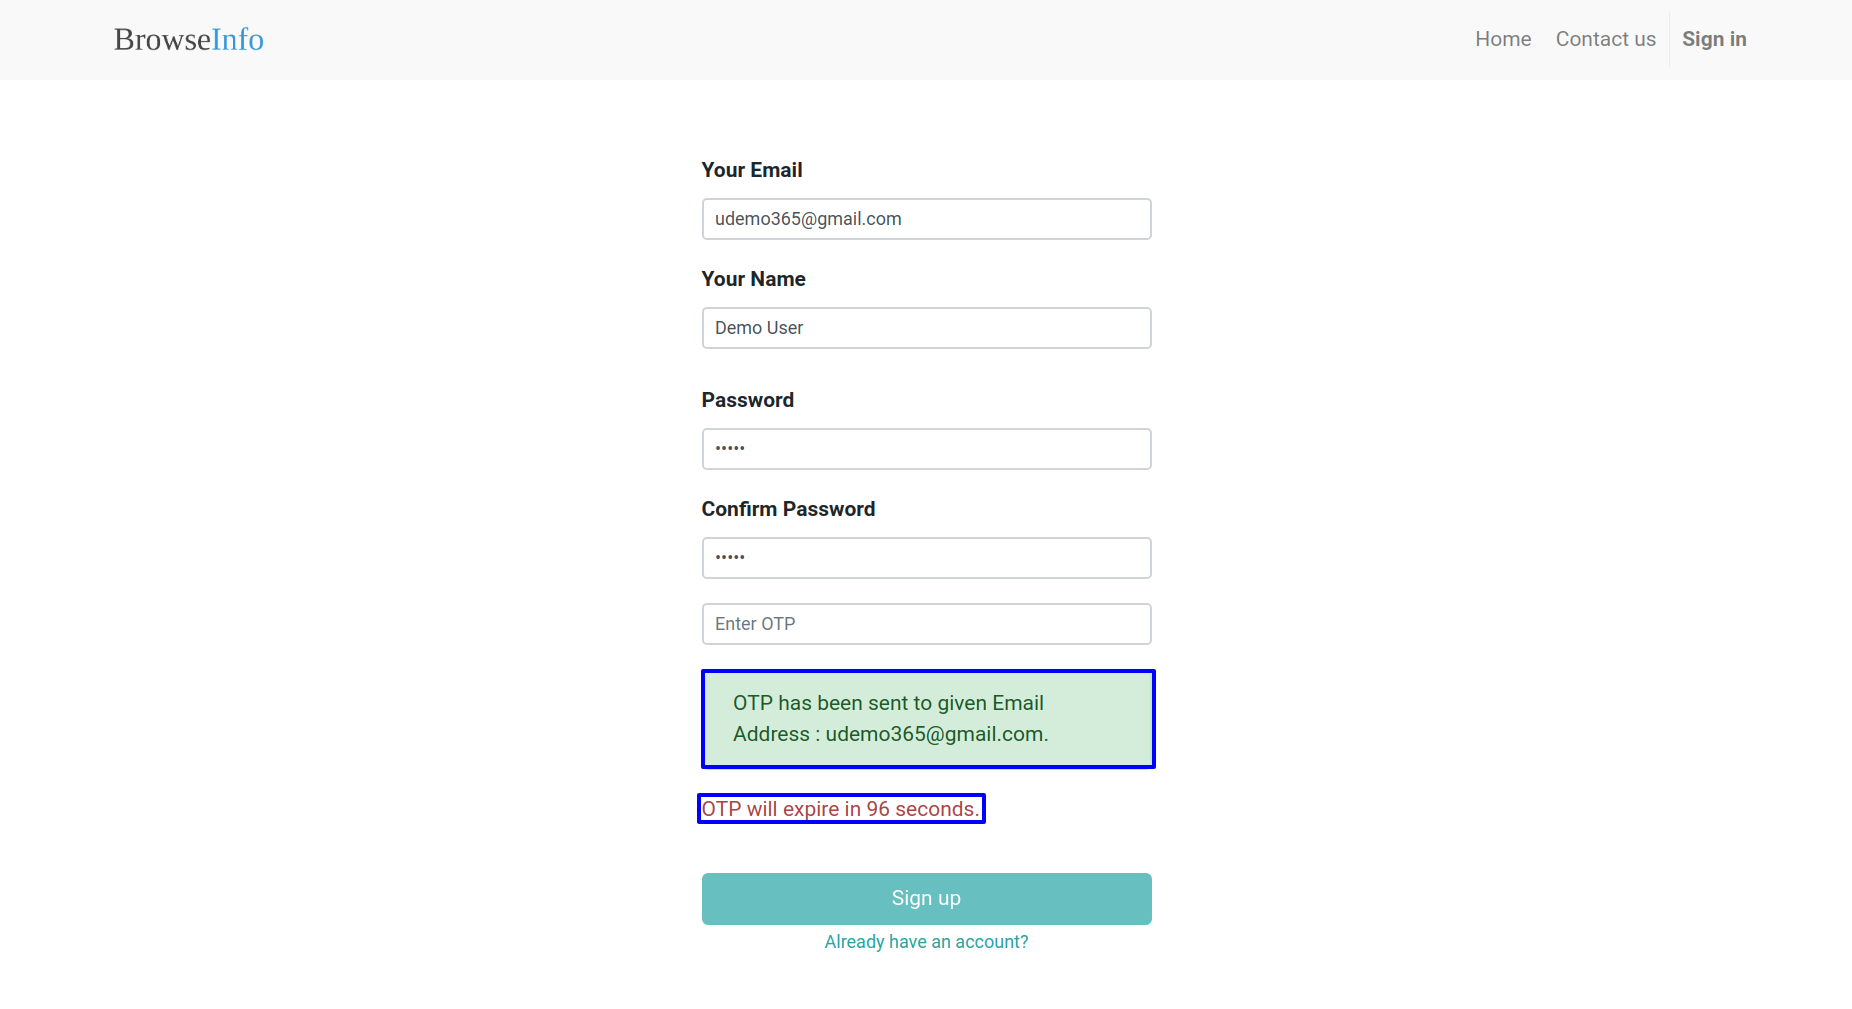 BrowseInfo
Home Contact us Sign in
Your Email
udemo365@gmail.com
Your Name
Demo User
Password
•••••
Confirm Password
•••••
Enter OTP
OTP has been sent to given Email
Address : udemo365@gmail.com.
OTP will expire in 96 seconds.
Sign up
Already have an account?